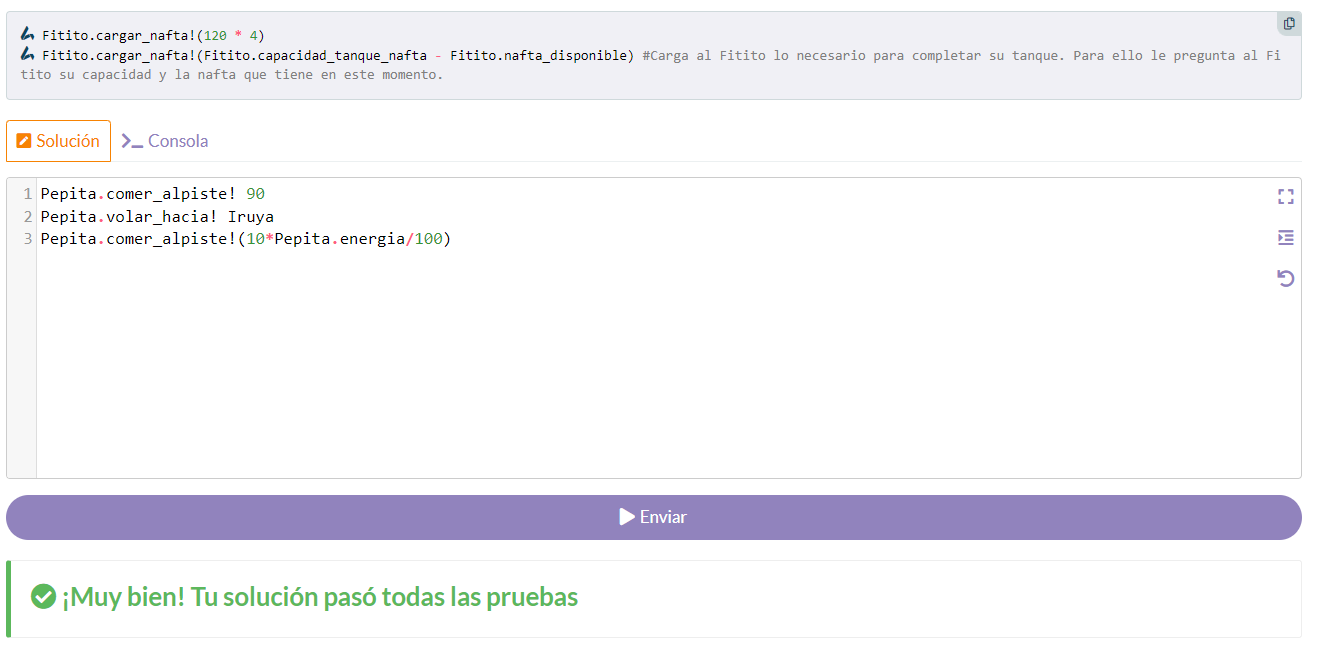 Fitito.cargar_nafta!(120 * 4)
Fitito.cargar_nafta!(Fitito.capacidad_tanque_nafta - Fitito.nafta_disponible) #Carga al Fitito lo necesario para completar su tanque. Para ello le pregunta al Fi
tito su capacidad y la nafta que tiene en este momento.
Solución >_ Consola
1 Pepita.comer_alpiste! 90
2 Pepita.volar_hacia! Iruya
3 Pepita.comer_alpiste!(10*Pepita.energia/100)
Enviar
¡Muy bien! Tu solución pasó todas las pruebas